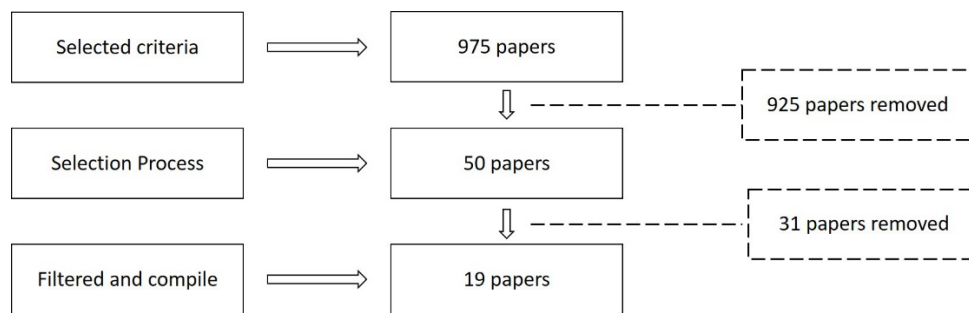 Selected criteria
975 papers
925 papers removed
Selection Process
50 papers
31 papers removed
Filtered and compile
19 papers